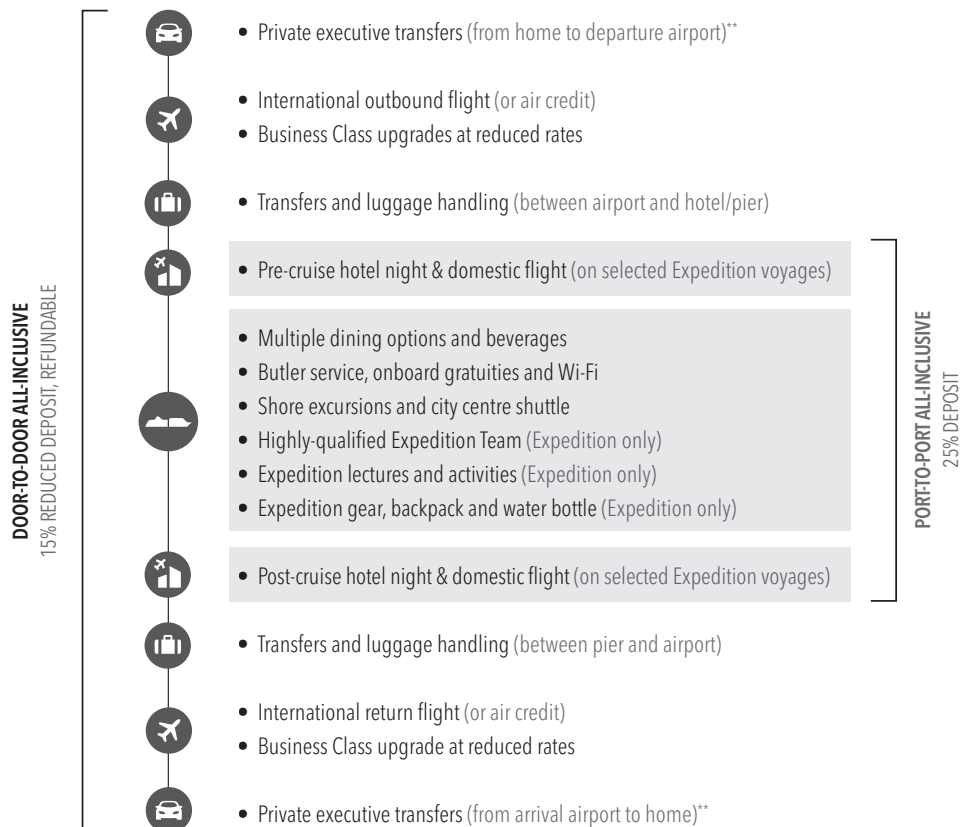 • Private executive transfers (from home to departure airport)**
• International outbound flight (or air credit)
• Business Class upgrades at reduced rates
• Transfers and luggage handling (between airport and hotel/pier)
• Pre-cruise hotel night & domestic flight (on selected Expedition voyages)
DOOR-TO-DOOR ALL-INCLUSIVE
15% REDUCED DEPOSIT, REFUNDABLE
• Multiple dining options and beverages
• Butler service, onboard gratuities and Wi-Fi
• Shore excursions and city centre shuttle
• Highly-qualified Expedition Team (Expedition only)
• Expedition lectures and activities (Expedition only)
• Expedition gear, backpack and water bottle (Expedition only)
PORT-TO-PORT ALL-INCLUSIVE
25% DEPOSIT
• Post-cruise hotel night & domestic flight (on selected Expedition voyages)
• Transfers and luggage handling (between pier and airport)
• International return flight (or air credit)
• Business Class upgrade at reduced rates
• Private executive transfers (from arrival airport to home)**